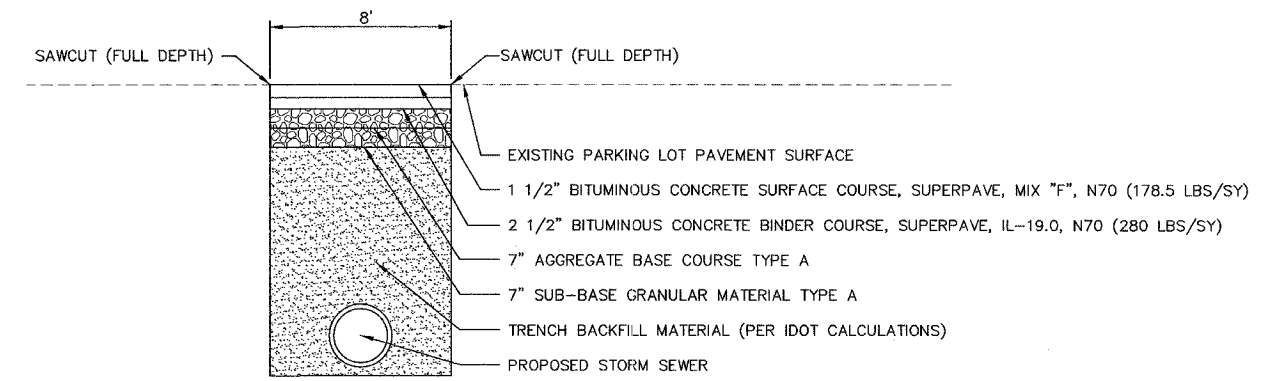 8'
SAWCUT (FULL DEPTH)
SAWCUT (FULL DEPTH)
EXISTING PARKING LOT PAVEMENT SURFACE
1 1/2" BITUMINOUS CONCRETE SURFACE COURSE, SUPERPAVE, MIX "F", N70 (178.5 LBS/SY)
2 1/2" BITUMINOUS CONCRETE BINDER COURSE, SUPERPAVE, IL-19.0, N70 (280 LBS/SY)
7" AGGREGATE BASE COURSE TYPE A
7" SUB-BASE GRANULAR MATERIAL TYPE A
TRENCH BACKFILL MATERIAL (PER IDOT CALCULATIONS)
PROPOSED STORM SEWER